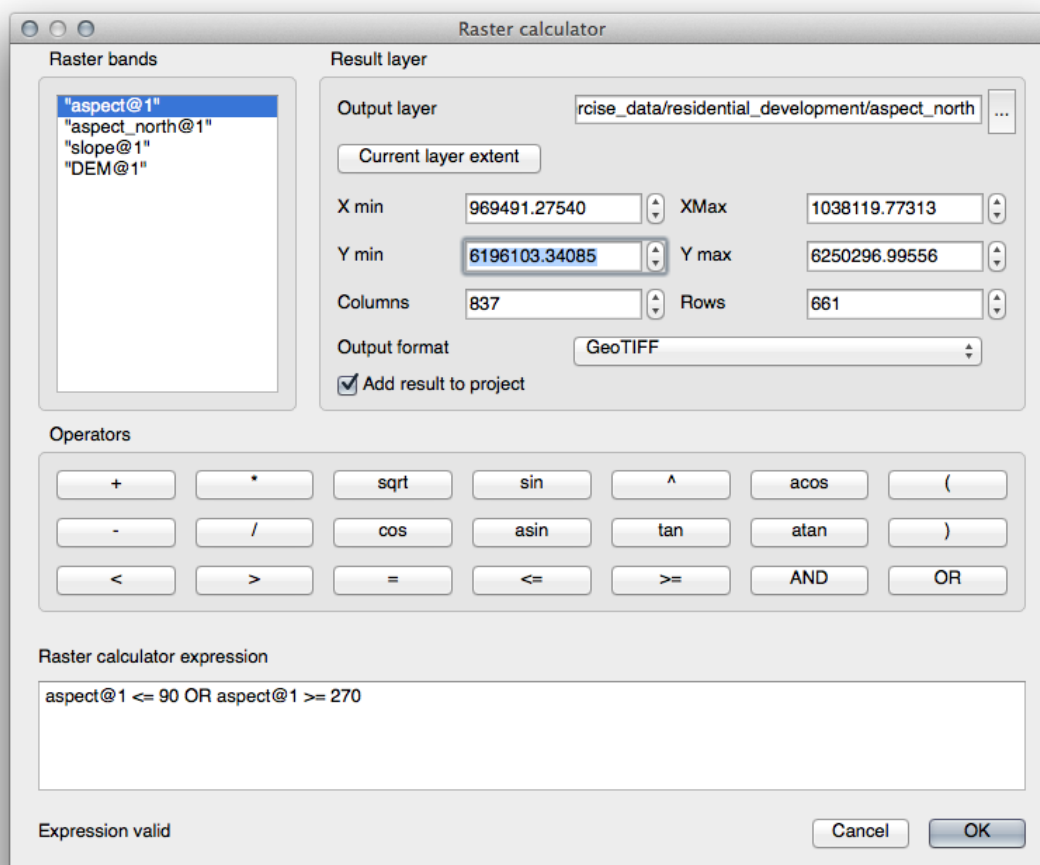 Raster calculator
Raster bands
Result layer
"aspect@1"
"aspect_north@1"
"slope@1"
"DEM@1"
Output layer
rcise_data/residential_development/aspect_north
...
Current layer extent
X min
969491.27540
XMax
1038119.77313
Y min
6196103.34085
Y max
6250296.99556
Columns
837
Rows
661
Output format
GeoTIFF
Add result to project
Operators
+ * sqrt sin ^ acos (
- / cos asin tan atan )
< > = <= >= AND OR
Raster calculator expression
aspect@1 <= 90 OR aspect@1 >= 270
Expression valid
Cancel
OK